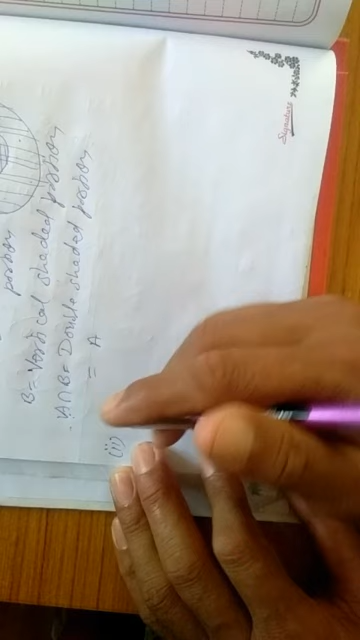 portion
B = Vertical shaded portion
∴ A∩B = Double shaded portion
= A
(ii)
Signature